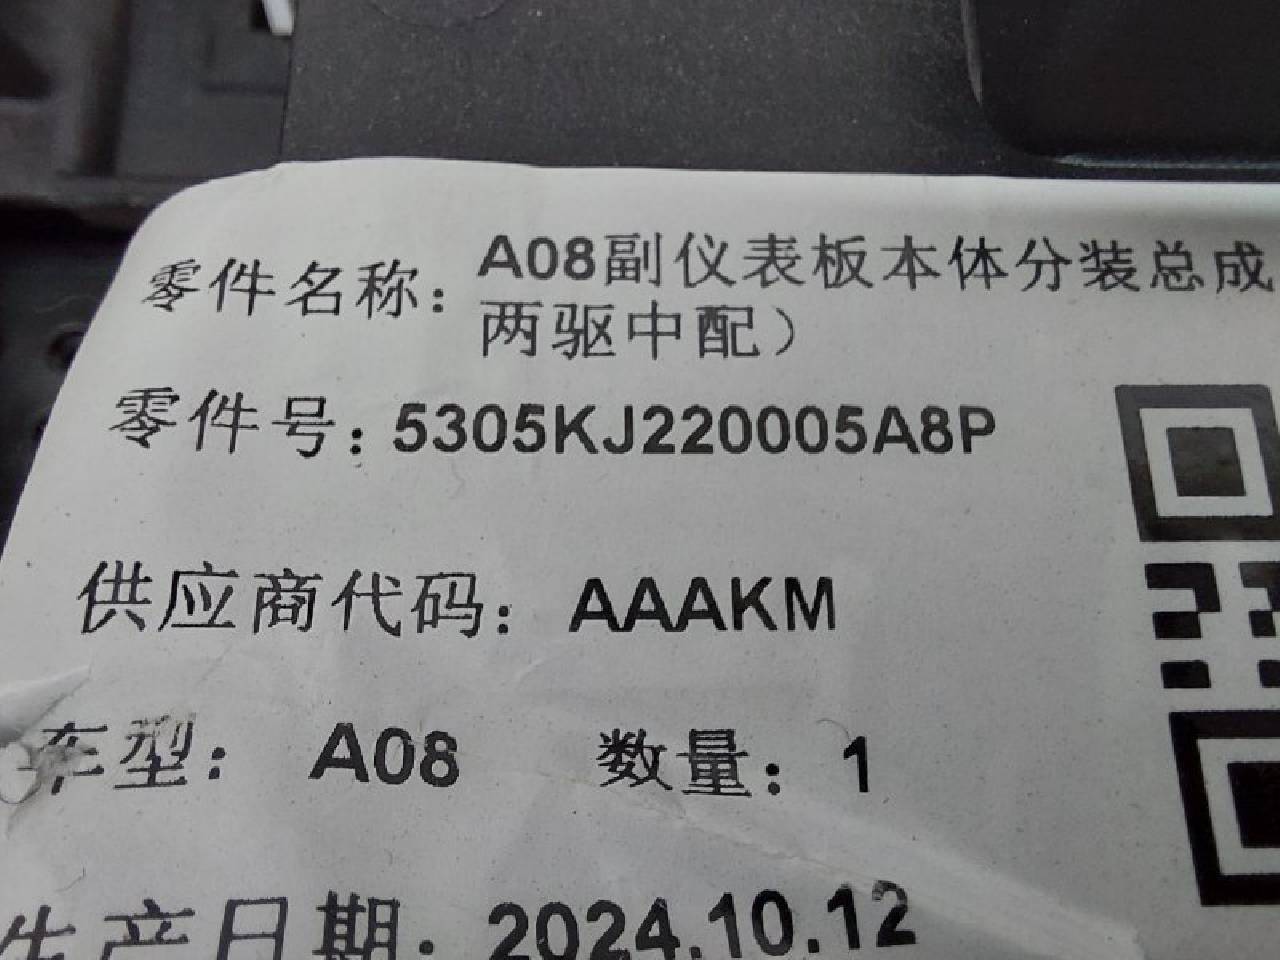 零件名称：A08副仪表板本体分装总成
两驱中配）
零件号：5305KJ220005A8P
供应商代码：AAAKM
车型：A08 数量：1
生产日期：2024.10.12